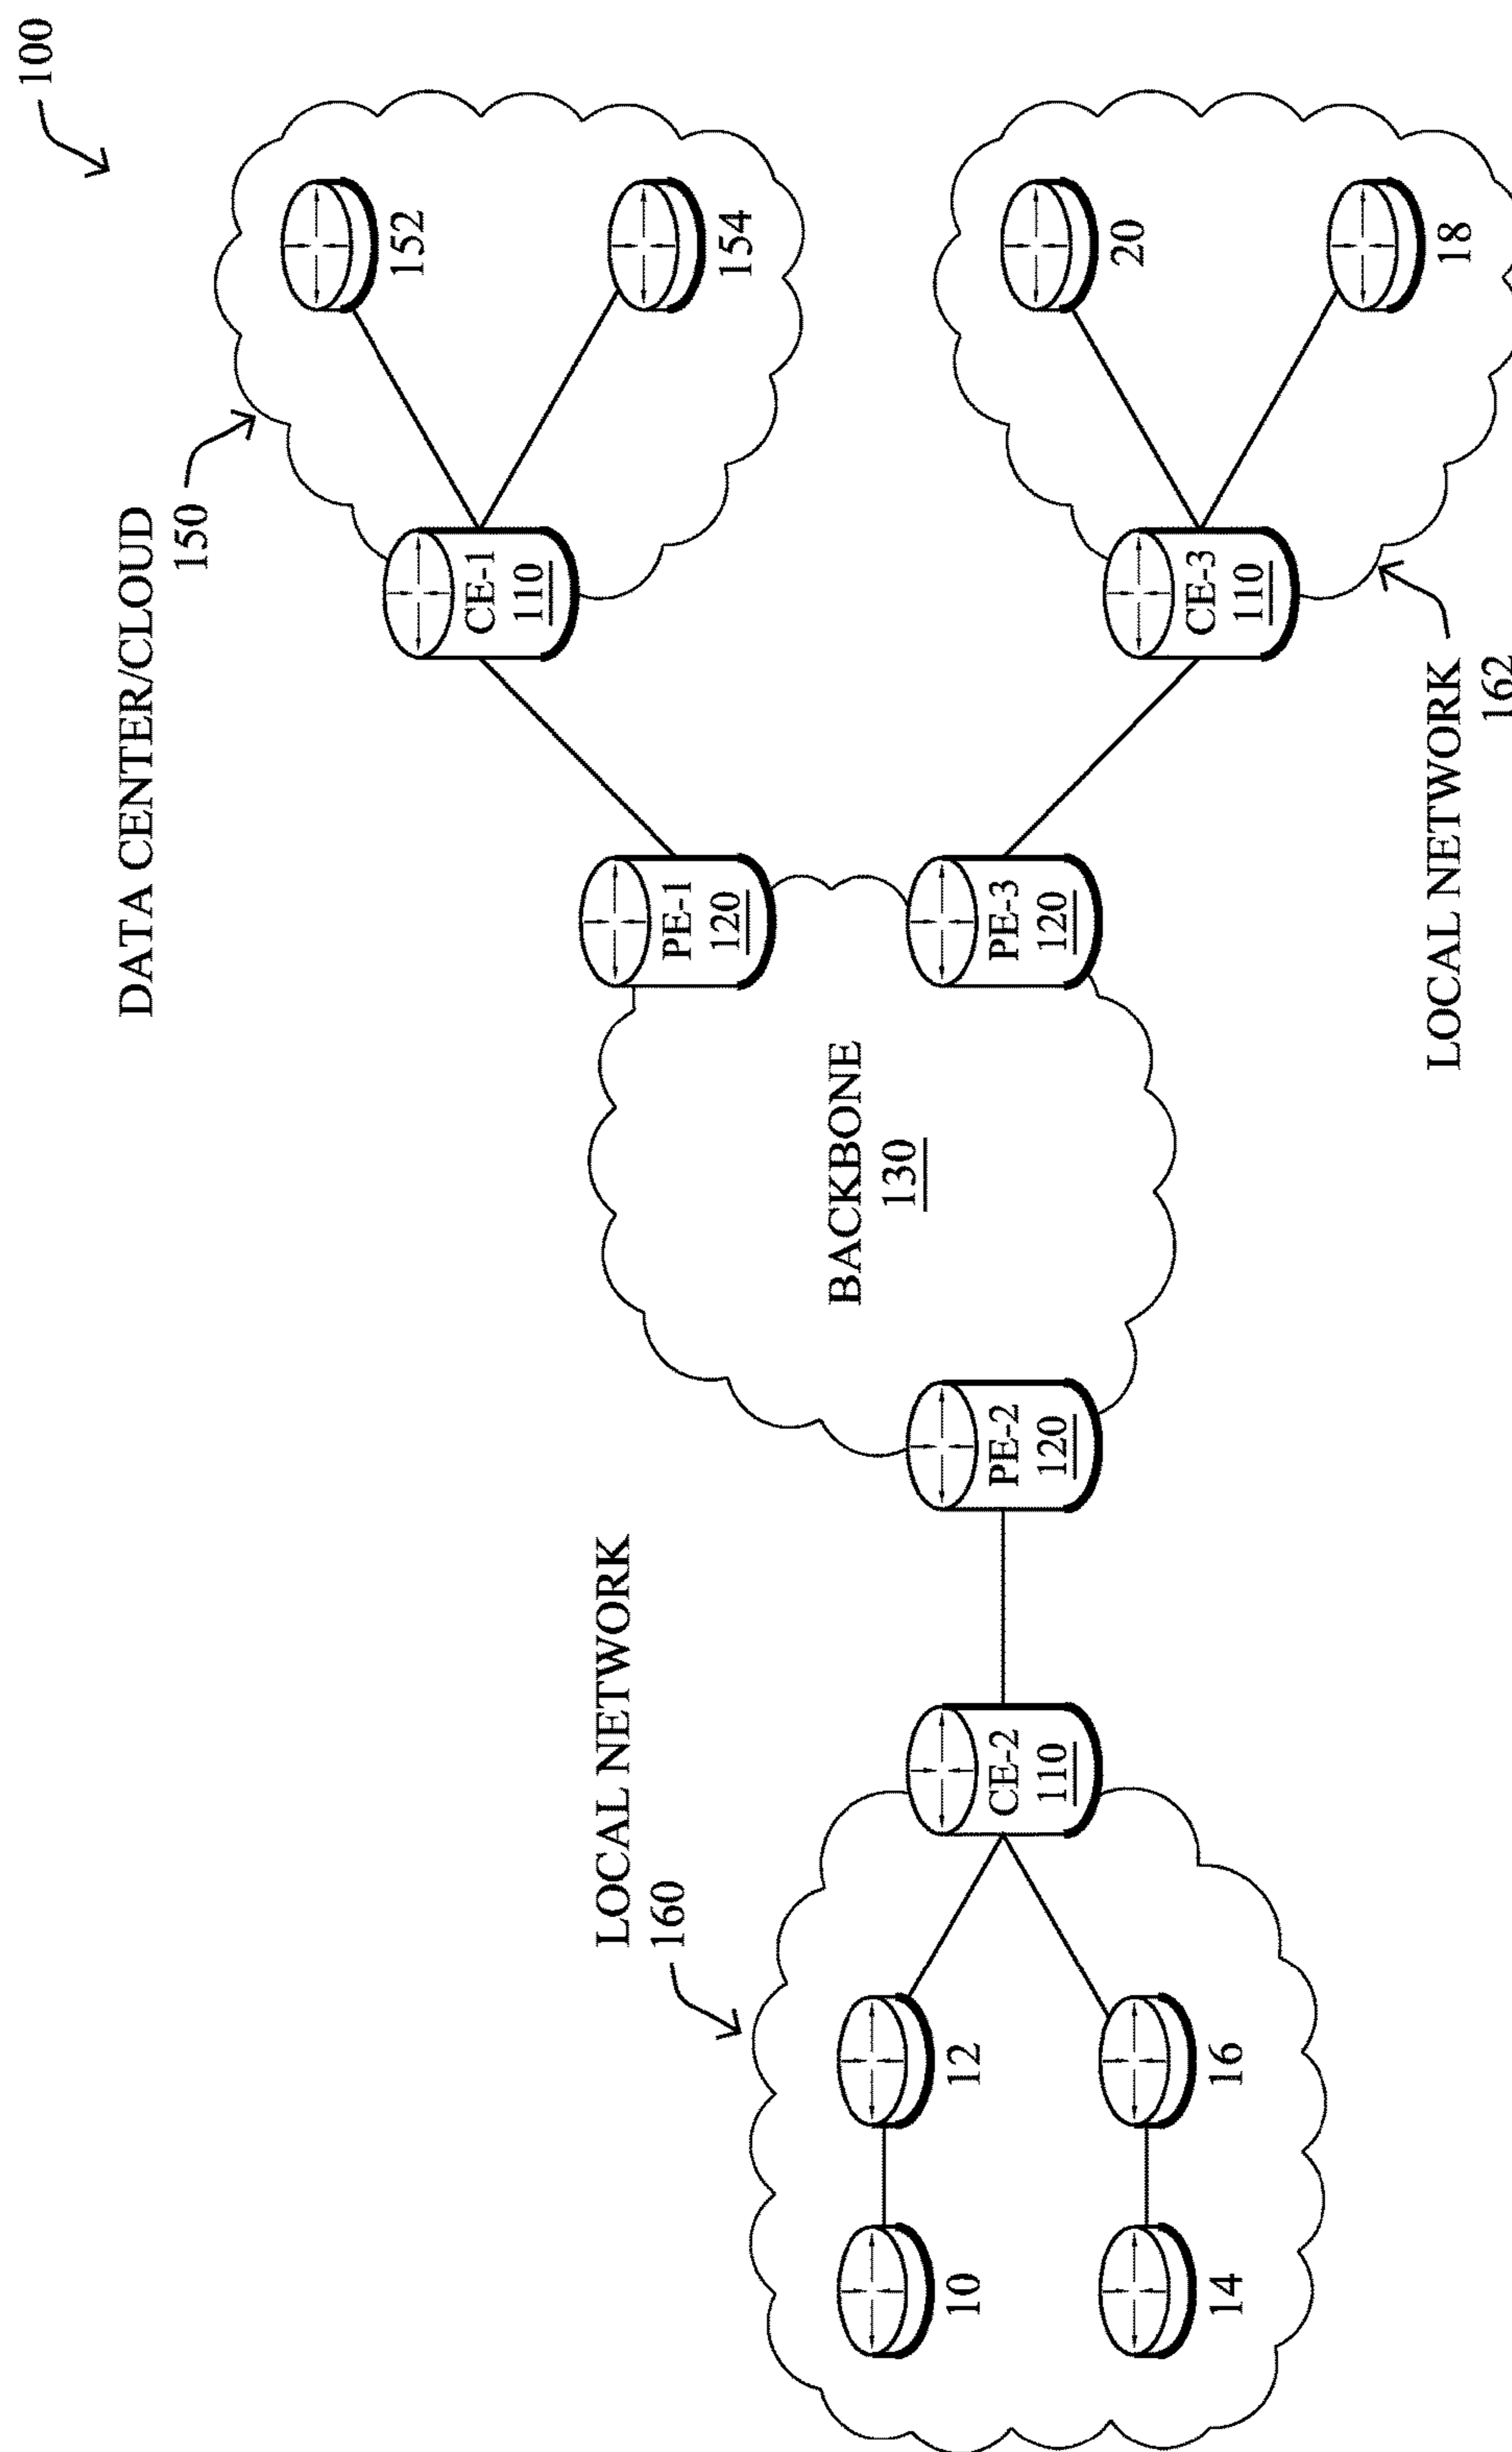 100
DATA CENTER/CLOUD
150
152
CE-1
110
154
PE-1
120
BACKBONE
130
PE-3
120
20
CE-3
110
18
LOCAL NETWORK
162
LOCAL NETWORK
160
PE-2
120
CE-2
110
12
10
16
14